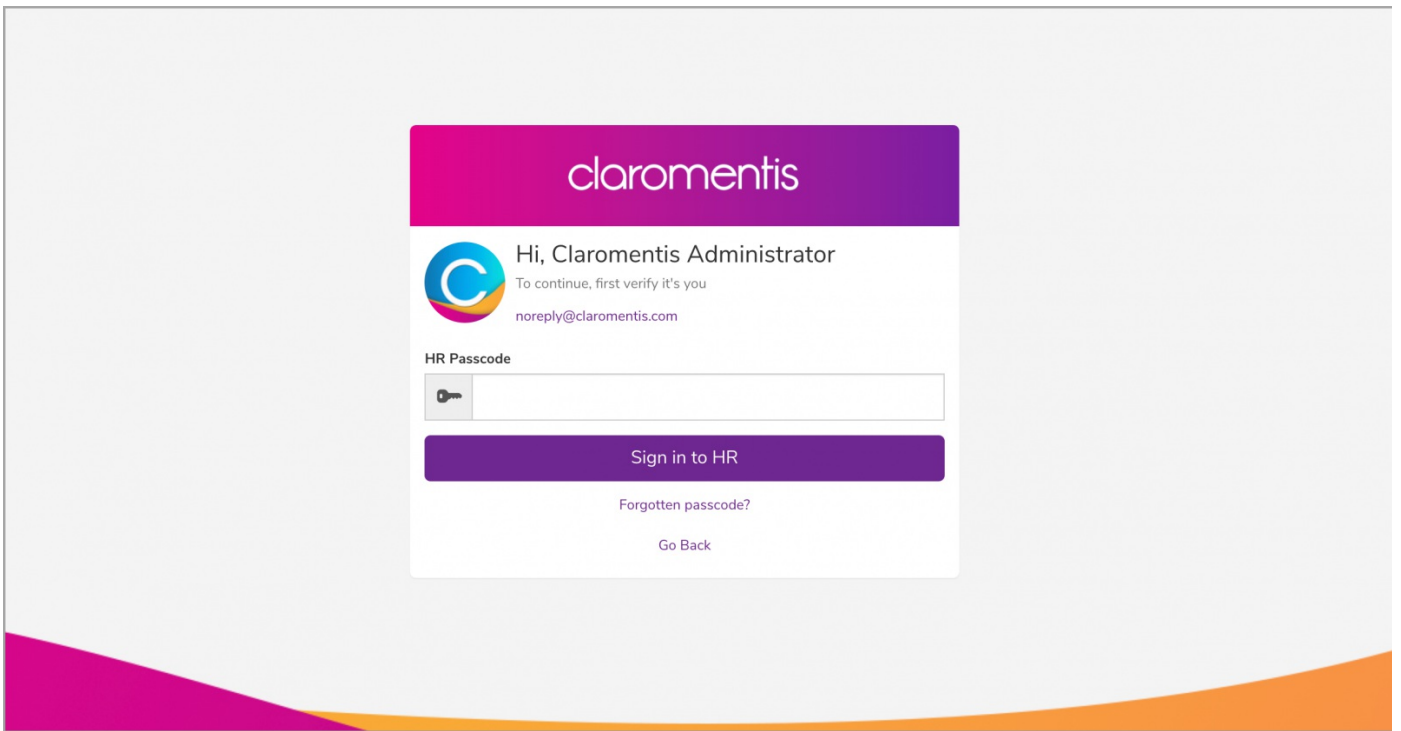 claromentis
Hi, Claromentis Administrator
To continue, first verify it's you
noreply@claromentis.com
HR Passcode
Sign in to HR
Forgotten passcode?
Go Back